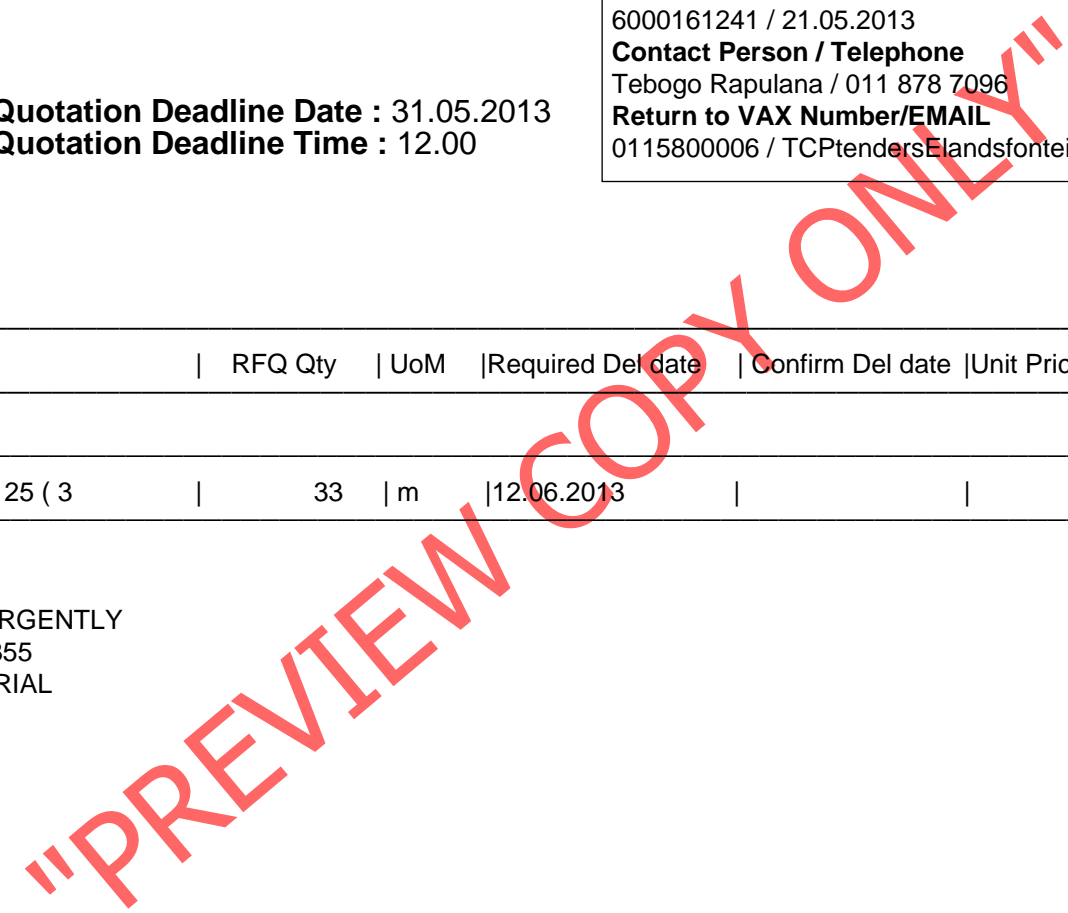 6000161241 / 21.05.2013
Contact Person / Telephone
Tebogo Rapulana / 011 878 7096
Return to VAX Number/EMAIL
0115800006 / TCPtendersElandsfontei
Quotation Deadline Date : 31.05.2013
Quotation Deadline Time : 12.00
| RFQ Qty | UoM |Required Del date | Confirm Del date |Unit Pric
25 ( 3 | 33 | m |12.06.2013 | |
RGENTLY
355
RIAL
"PREVIEW COPY ONLY"